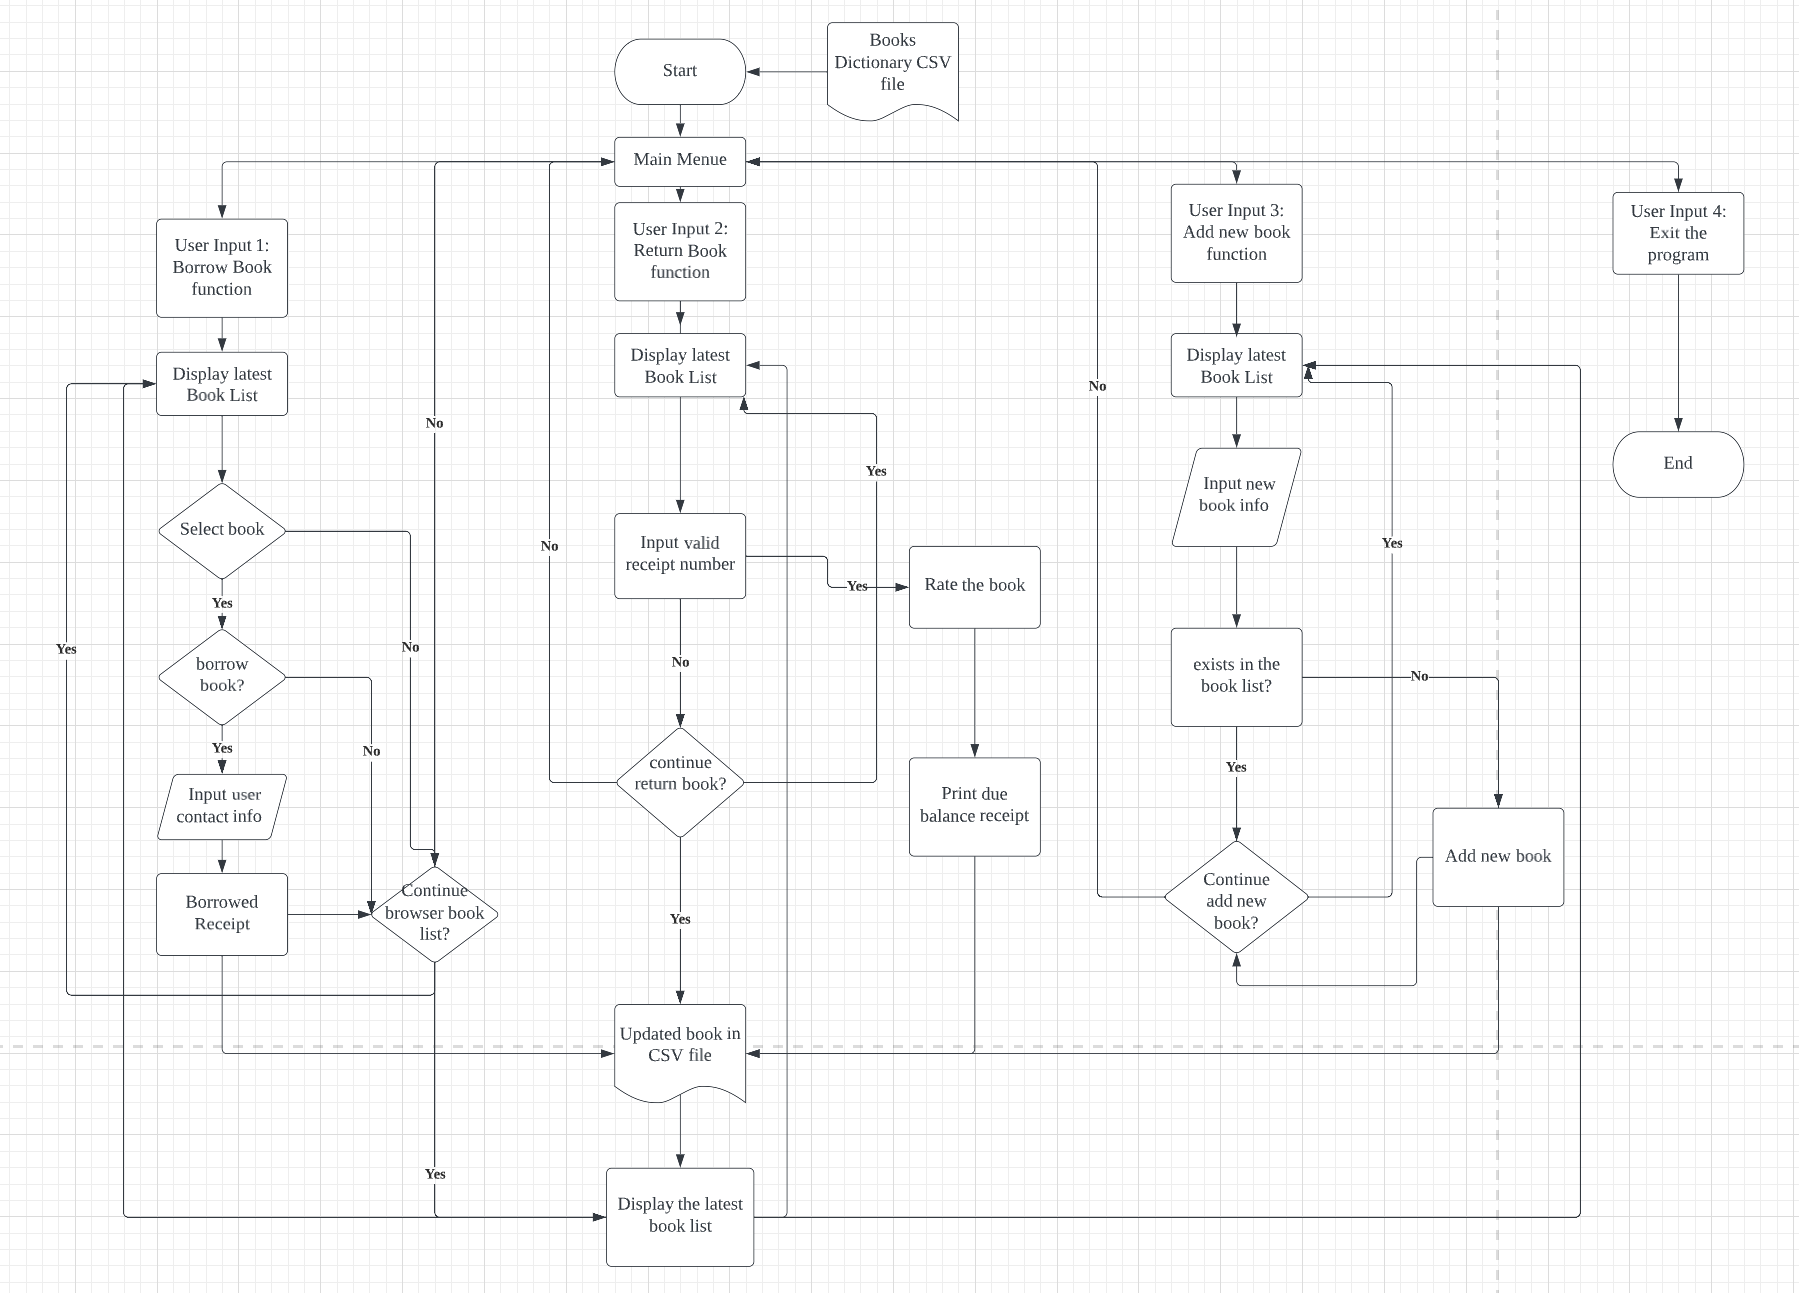 Books
Dictionary CSV
file
Start
Main Menue
User Input 1:
Borrow Book
function
User Input 2:
Return Book
function
User Input 3:
Add new book
function
User Input 4:
Exit the
program
Display latest
Book List
Display latest
Book List
Display latest
Book List
No
No
Yes
End
Input new
book info
Select book
Input valid
receipt number
No
Yes
Yes
Rate the book
Yes
No
Yes
borrow
book?
No
exists in the
book list?
No
Yes
No
Yes
continue
return book?
Yes
Input user
contact info
Print due
balance receipt
Add new book
Borrowed
Receipt
Continue
browser book
list?
Continue
add new
book?
Yes
Updated book in
CSV file
Yes
Display the latest
book list